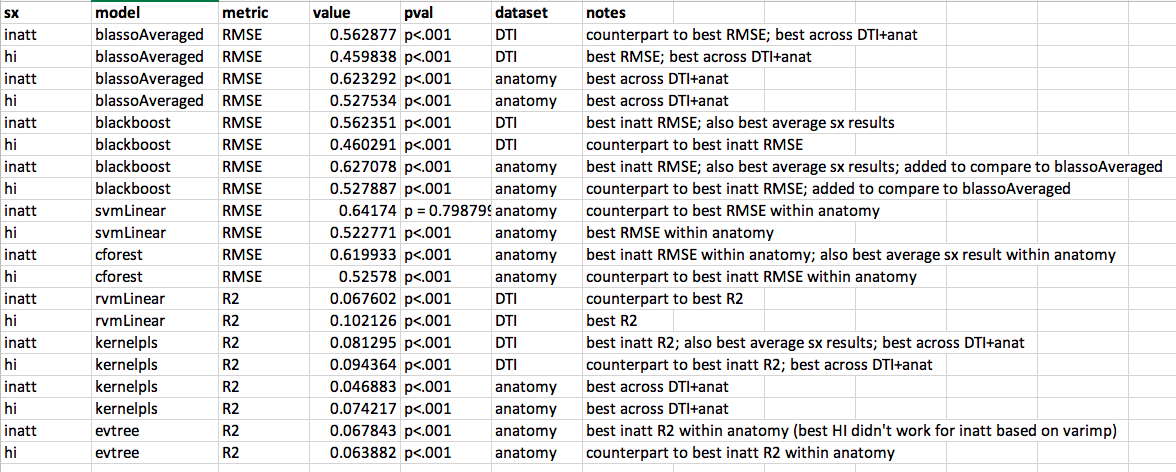 sx model metric value pval dataset notes
inatt blassoAveraged RMSE 0.562877 p<.001 DTI counterpart to best RMSE; best across DTI+anat
hi blassoAveraged RMSE 0.459838 p<.001 DTI best RMSE; best across DTI+anat
inatt blassoAveraged RMSE 0.623292 p<.001 anatomy best across DTI+anat
hi blassoAveraged RMSE 0.527534 p<.001 anatomy best across DTI+anat
inatt blackboost RMSE 0.562351 p<.001 DTI best inatt RMSE; also best average sx results
hi blackboost RMSE 0.460291 p<.001 DTI counterpart to best inatt RMSE
inatt blackboost RMSE 0.627078 p<.001 anatomy best inatt RMSE; also best average sx results; added to compare to blassoAveraged
hi blackboost RMSE 0.527887 p<.001 anatomy counterpart to best inatt RMSE; added to compare to blassoAveraged
inatt svmLinear RMSE 0.64174 p = 0.798799 anatomy counterpart to best RMSE within anatomy
hi svmLinear RMSE 0.522771 p<.001 anatomy best RMSE within anatomy
inatt cforest RMSE 0.619933 p<.001 anatomy best inatt RMSE within anatomy; also best average sx result within anatomy
hi cforest RMSE 0.52578 p<.001 anatomy counterpart to best inatt RMSE within anatomy
inatt rvmLinear R2 0.067602 p<.001 DTI counterpart to best R2
hi rvmLinear R2 0.102126 p<.001 DTI best R2
inatt kernelpls R2 0.081295 p<.001 DTI best inatt R2; also best average sx results; best across DTI+anat
hi kernelpls R2 0.094364 p<.001 DTI counterpart to best inatt R2; best across DTI+anat
inatt kernelpls R2 0.046883 p<.001 anatomy best across DTI+anat
hi kernelpls R2 0.074217 p<.001 anatomy best across DTI+anat
inatt evtree R2 0.067843 p<.001 anatomy best inatt R2 within anatomy (best HI didn't work for inatt based on varimp)
hi evtree R2 0.063882 p<.001 anatomy counterpart to best inatt R2 within anatomy